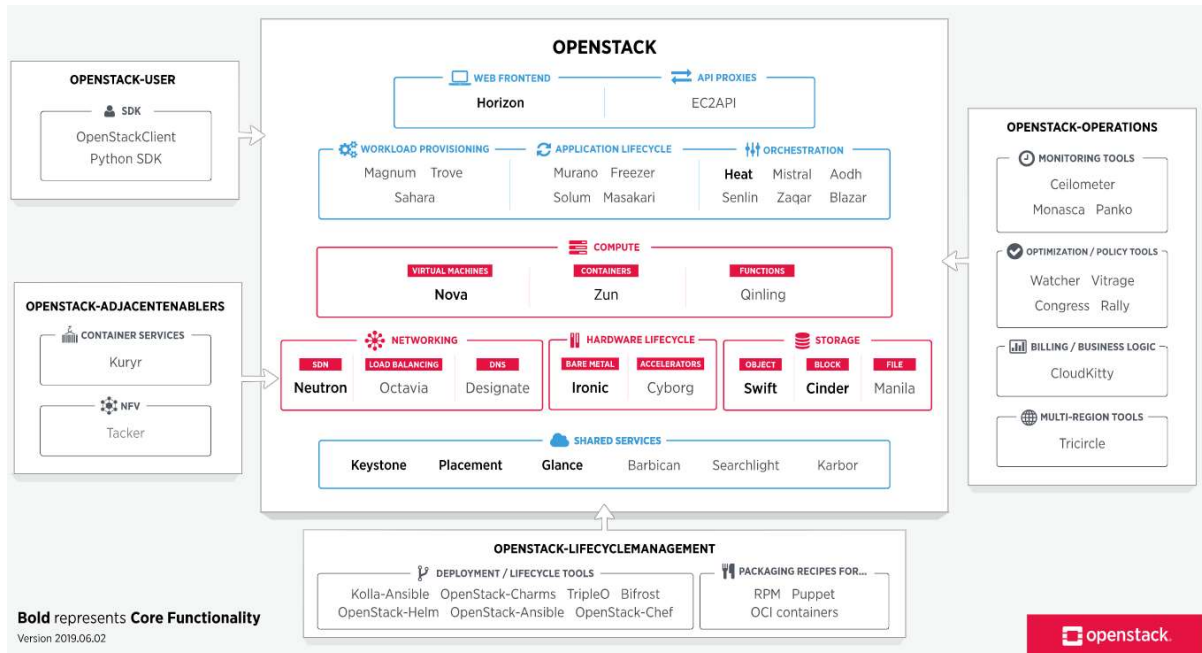 OPENSTACK
WEB FRONTEND
Horizon
API PROXIES
EC2API
WORKLOAD PROVISIONING
Magnum Trove
Sahara
APPLICATION LIFECYCLE
Murano Freezer
Solum Masakari
ORCHESTRATION
Heat Mistral Aodh
Senlin Zaqar Blazar
COMPUTE
VIRTUAL MACHINES
Nova
CONTAINERS
Zun
FUNCTIONS
Qinling
NETWORKING
SDN
Neutron
LOAD BALANCING
Octavia
DNS
Designate
HARDWARE LIFECYCLE
BARE METAL
Ironic
ACCELERATORS
Cyborg
STORAGE
OBJECT
Swift
BLOCK
Cinder
FILE
Manila
SHARED SERVICES
Keystone Placement Glance Barbican Searchlight Karbor
OPENSTACK-USER
SDK
OpenStackClient
Python SDK
OPENSTACK-ADJACENTENABLERS
CONTAINER SERVICES
Kuryr
NFV
Tacker
OPENSTACK-OPERATIONS
MONITORING TOOLS
Ceilometer
Monasca Panko
OPTIMIZATION / POLICY TOOLS
Watcher Vitrage
Congress Rally
BILLING / BUSINESS LOGIC
CloudKitty
MULTI-REGION TOOLS
Tricircle
OPENSTACK-LIFECYCLEMANAGEMENT
DEPLOYMENT / LIFECYCLE TOOLS
Kolla-Ansible OpenStack-Charms TripleO Bifrost
OpenStack-Helm OpenStack-Ansible OpenStack-Chef
PACKAGING RECIPES FOR...
RPM Puppet
OCI containers
Bold represents Core Functionality
Version 2019.06.02
openstack.